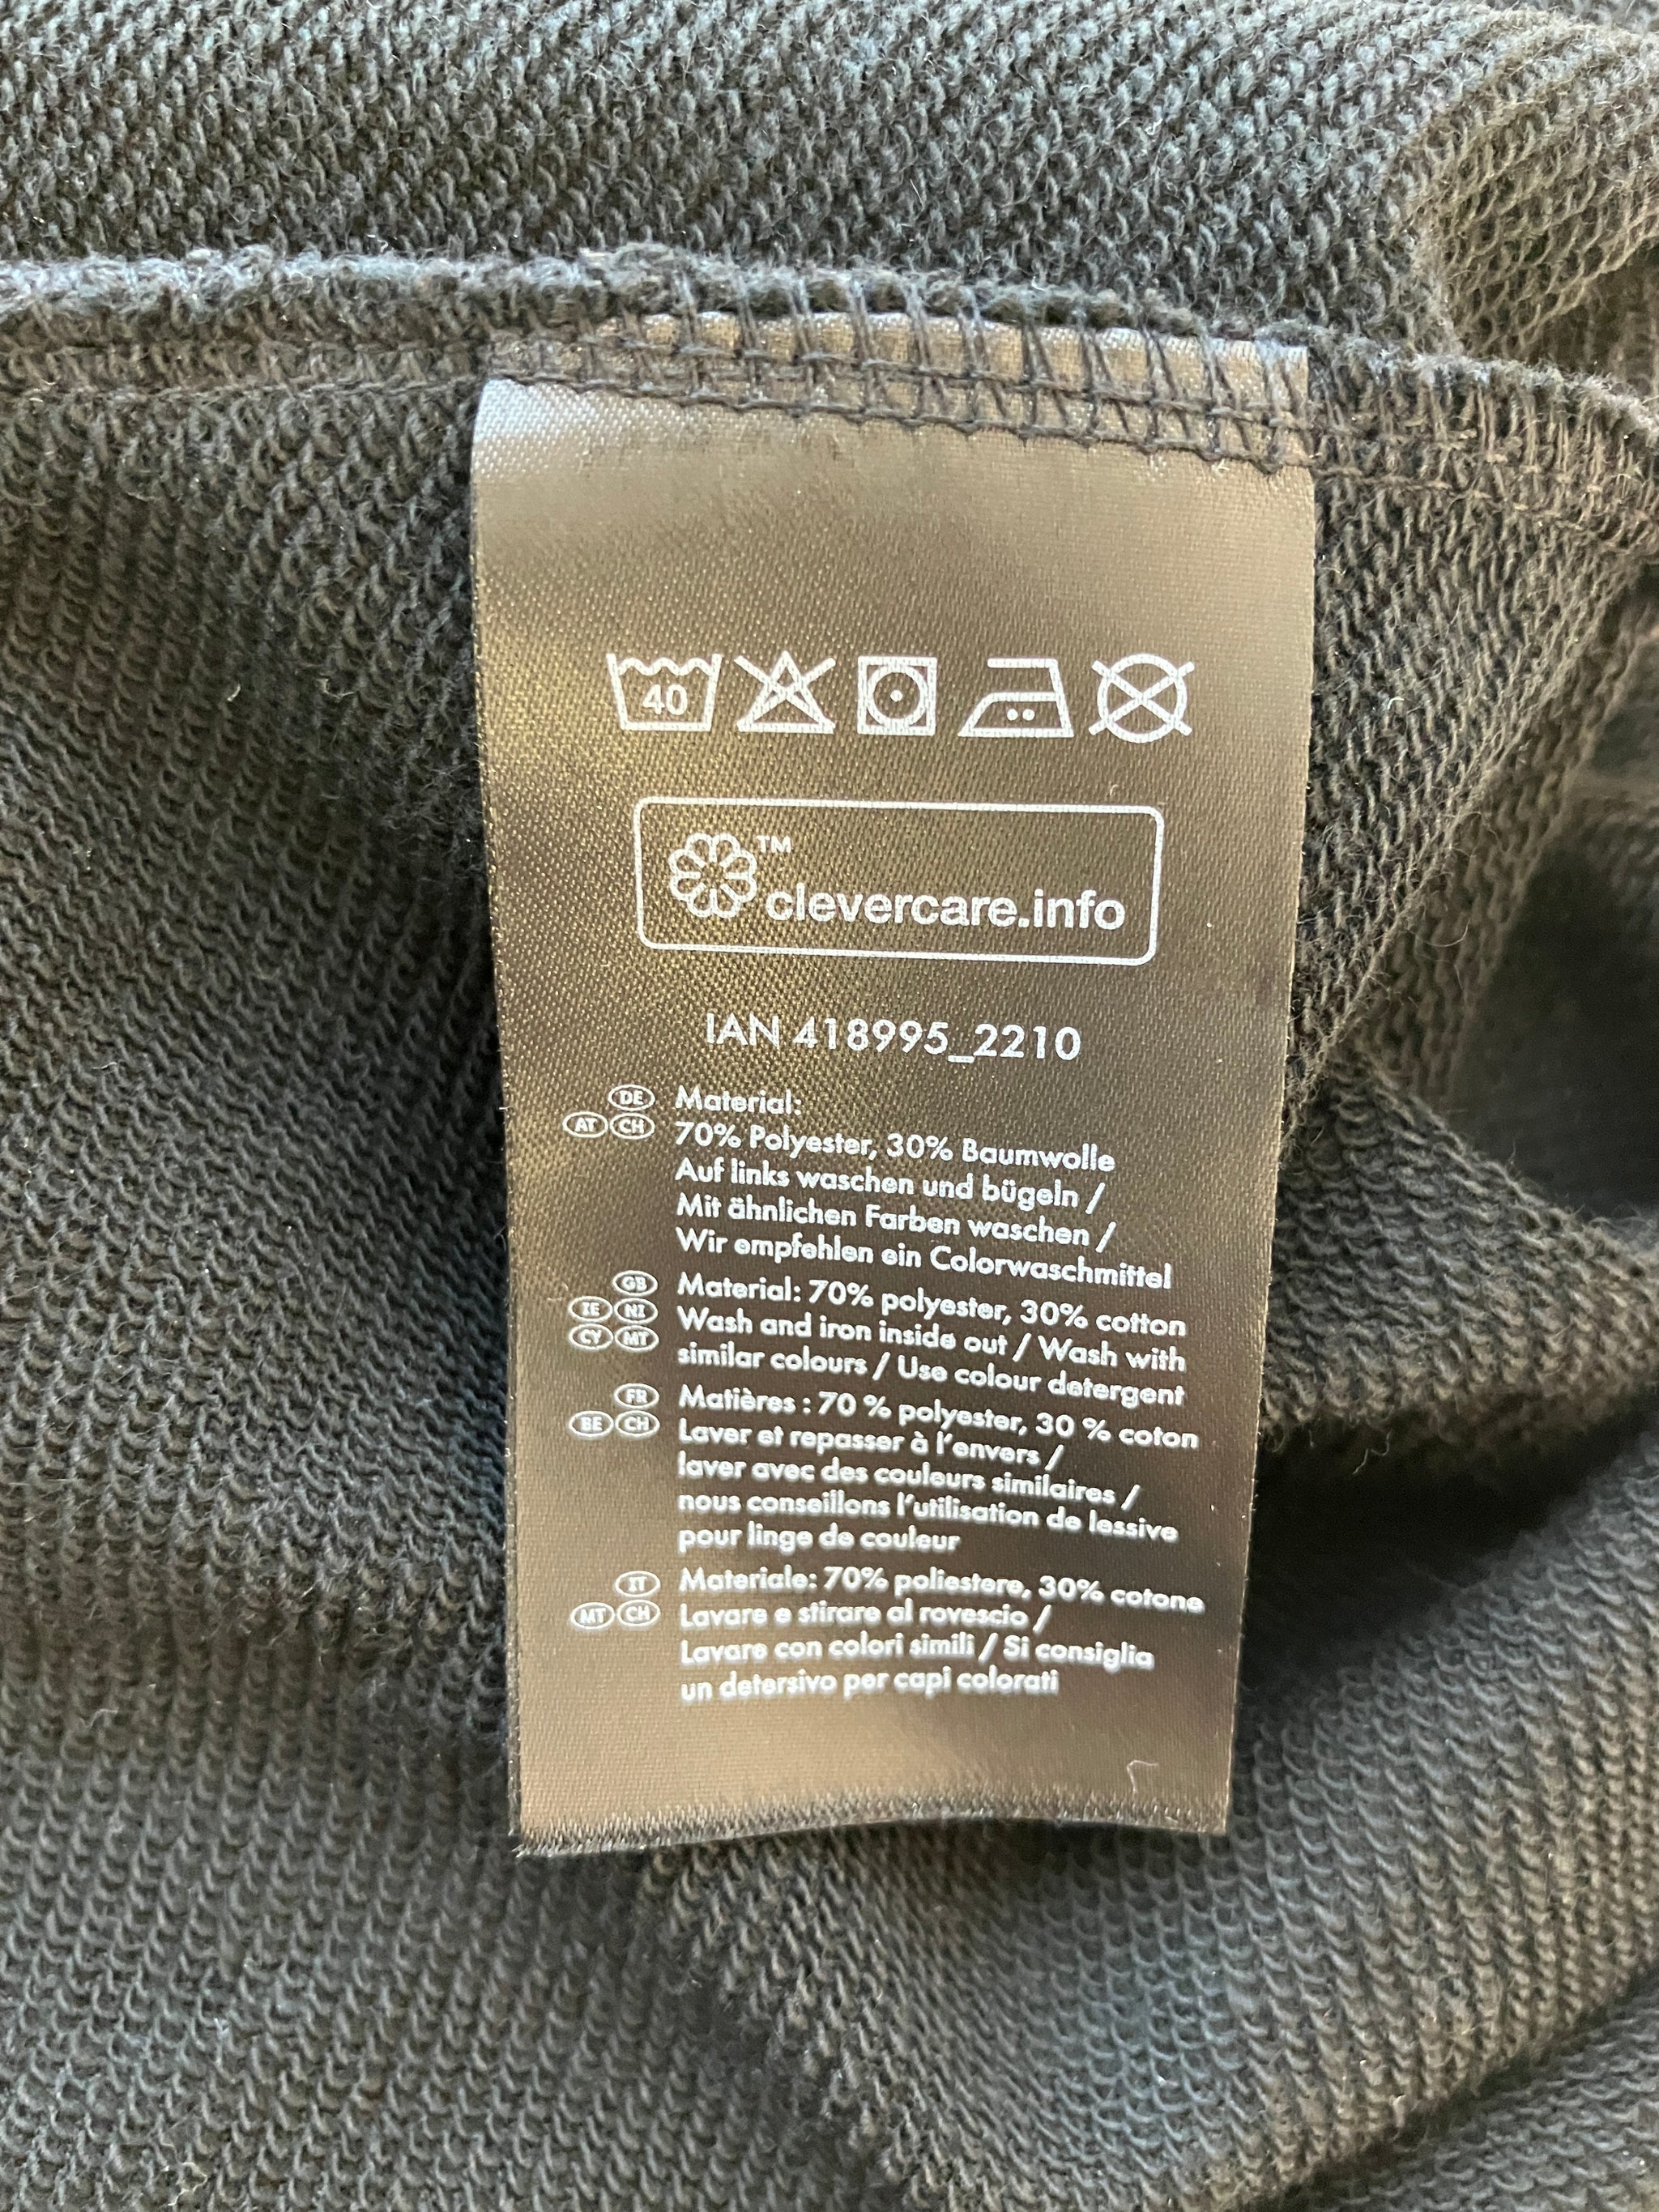 40
™
clevercare.info
IAN 418995_2210
DE Material:
AT CH 70% Polyester, 30% Baumwolle
Auf links waschen und bügeln /
Mit ähnlichen Farben waschen /
Wir empfehlen ein Colorwaschmittel
GB Material: 70% polyester, 30% cotton
IE NI Wash and iron inside out / Wash with
CY MT similar colours / Use colour detergent
FR Matières : 70 % polyester, 30 % coton
BE CH Laver et repasser à l'envers /
laver avec des couleurs similaires /
nous conseillons l'utilisation de lessive
pour linge de couleur
IT Materiale: 70% poliestere, 30% cotone
MT CH Lavare e stirare al rovescio /
Lavare con colori simili / Si consiglia
un detersivo per capi colorati